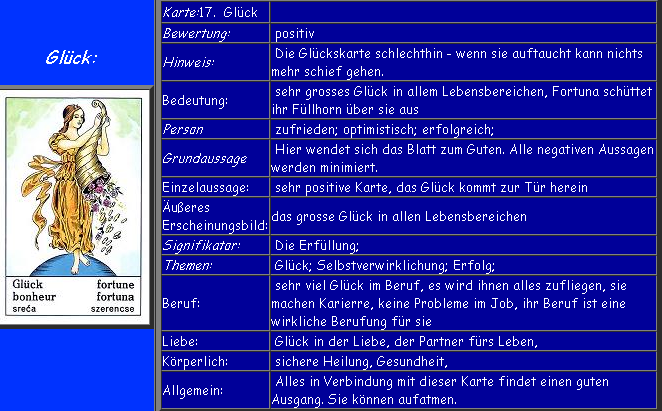 Glück:
Glück fortune
bonheur fortuna
sreća szerencse
Karte:17. Glück
Bewertung: positiv
Hinweis: Die Glückskarte schlechthin - wenn sie auftaucht kann nichts
mehr schief gehen.
Bedeutung: sehr grosses Glück in allem Lebensbereichen, Fortuna schüttet
ihr Füllhorn über sie aus
Person zufrieden; optimistisch; erfolgreich;
Grundaussage Hier wendet sich das Blatt zum Guten. Alle negativen Aussagen
werden minimiert.
Einzelaussage: sehr positive Karte, das Glück kommt zur Tür herein
Äußeres
Erscheinungsbild: das grosse Glück in allen Lebensbereichen
Signifikator: Die Erfüllung;
Themen: Glück; Selbstverwirklichung; Erfolg;
Beruf: sehr viel Glück im Beruf, es wird ihnen alles zufliegen, sie
machen Karierre, keine Probleme im Job, ihr Beruf ist eine
wirkliche Berufung für sie
Liebe: Glück in der Liebe, der Partner fürs Leben,
Körperlich: sichere Heilung, Gesundheit,
Allgemein: Alles in Verbindung mit dieser Karte findet einen guten
Ausgang. Sie können aufatmen.